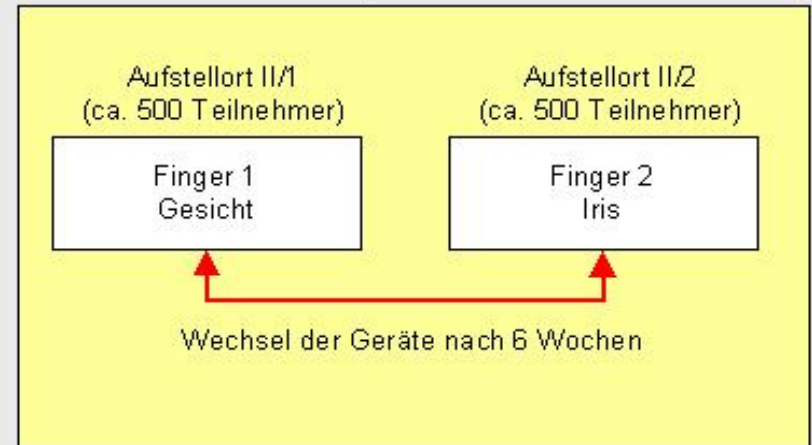 Aufstellort II/1
(ca. 500 Teilnehmer)
Finger 1
Gesicht
Aufstellort II/2
(ca. 500 Teilnehmer)
Finger 2
Iris
Wechsel der Geräte nach 6 Wochen